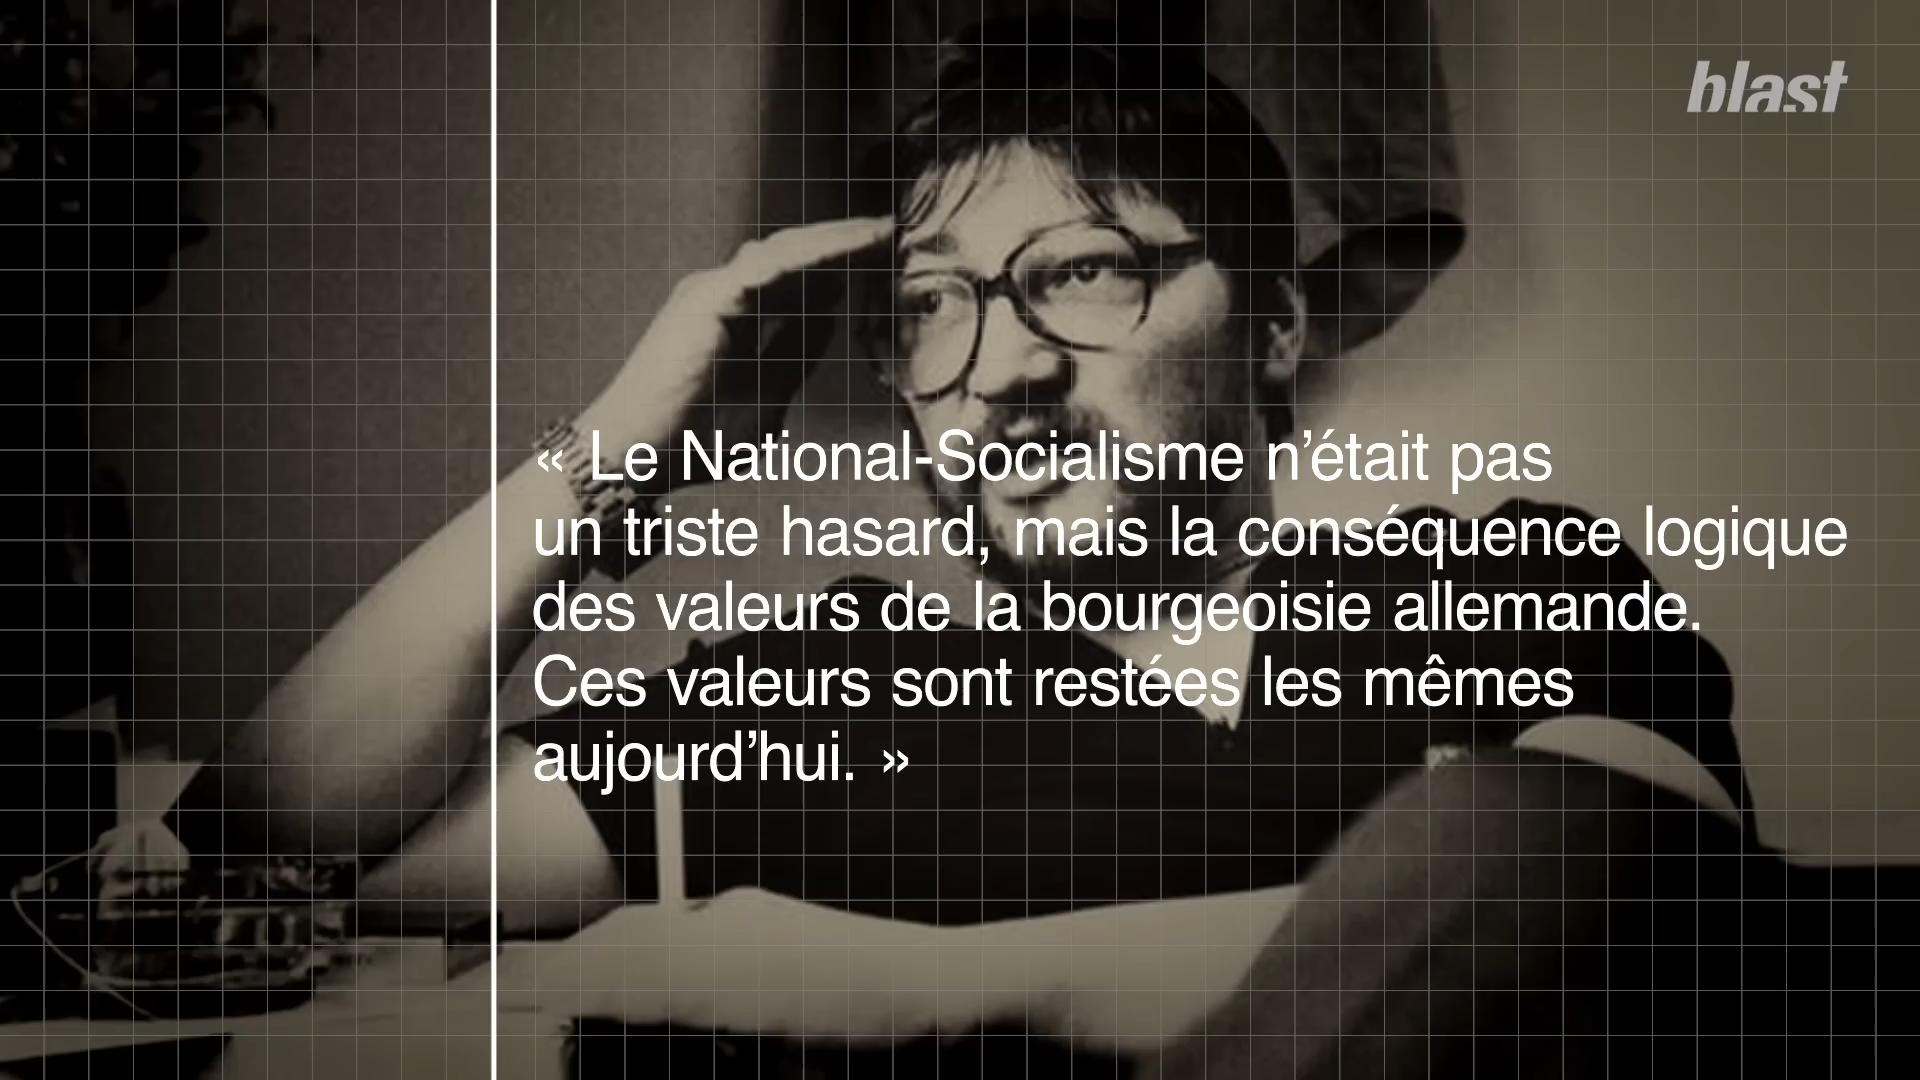 blast
« Le National-Socialisme n’était pas
un triste hasard, mais la conséquence logique
des valeurs de la bourgeoisie allemande.
Ces valeurs sont restées les mêmes
aujourd’hui. »